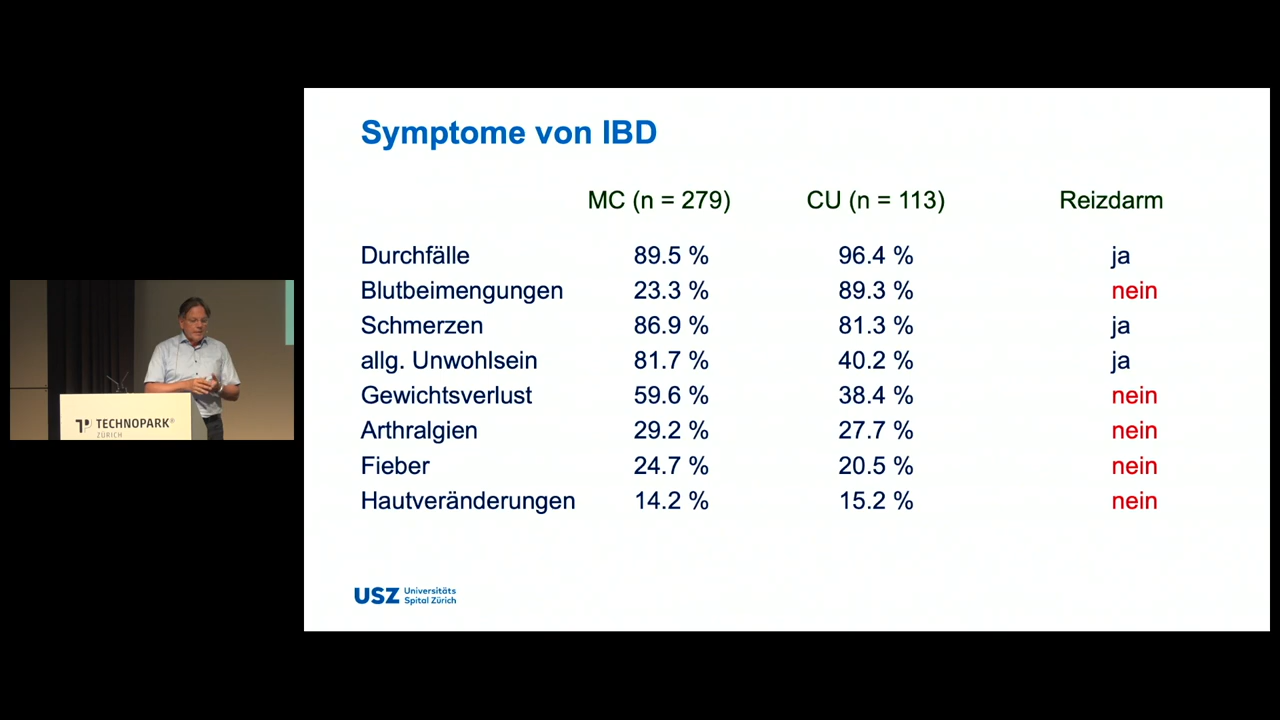 Symptome von IBD
MC (n = 279) CU (n = 113) Reizdarm
Durchfälle 89.5 % 96.4 % ja
Blutbeimengungen 23.3 % 89.3 % nein
Schmerzen 86.9 % 81.3 % ja
allg. Unwohlsein 81.7 % 40.2 % ja
Gewichtsverlust 59.6 % 38.4 % nein
Arthralgien 29.2 % 27.7 % nein
Fieber 24.7 % 20.5 % nein
Hautveränderungen 14.2 % 15.2 % nein
USZ Universitäts
Spital Zürich
TP TECHNOPARK®
ZÜRICH